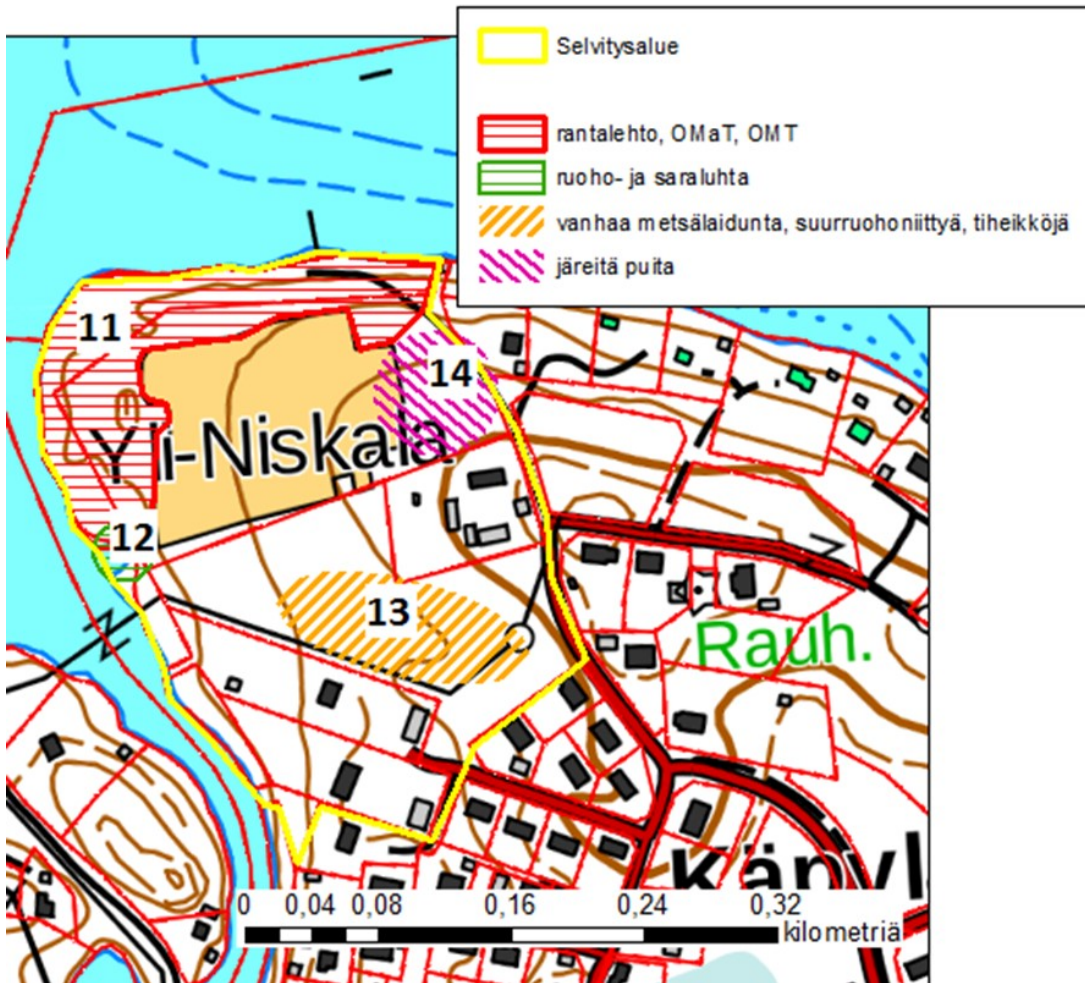 Selvitysalue
rantalehto, OMaT, OMT
ruoho- ja saraluhta
vanhaa metsälaidunta, suurruohoniittyä, tiheikköjä
järeitä puita
11
14
Yli-Niskala
12
13
Rauh.
Käpyl
0 0,04 0,08 0,16 0,24 0,32
kilometriä